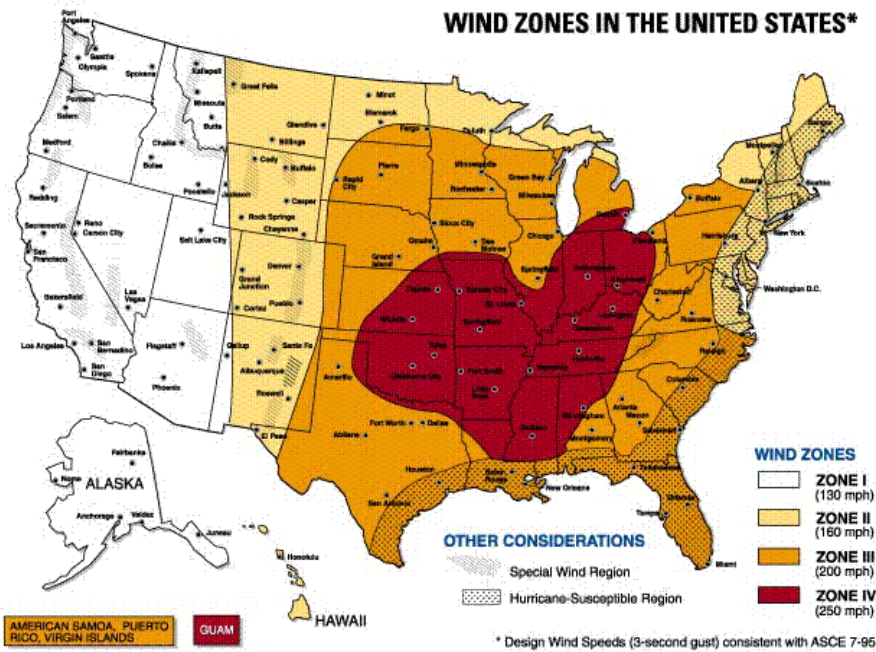 WIND ZONES IN THE UNITED STATES*
Port
Angeles
Seattle
Olympia
Spokane
Kalispell
Great Falls
Missoula
Butte
Portland
Salem
Medford
Challis
Boise
Pocatello
Jackson
Glendive
Billings
Cody
Buffalo
Casper
Rock Springs
Cheyenne
Minot
Bismarck
Fargo
Duluth
Pierre
Rapid
City
Minneapolis
Rochester
Green Bay
Milwaukee
Sioux City
Des
Moines
Omaha
Grand
Island
Chicago
Springfield
Detroit
Cleveland
Buffalo
Harrisburg
Albany
Montpelier
Bangor
Boston
New York
Washington D.C.
Redding
Sacramento
San
Francisco
Reno
Carson City
Salt Lake City
Las
Vegas
Bakersfield
Los Angeles
San
Bernadino
San
Diego
Flagstaff
Phoenix
Grand
Junction
Denver
Pueblo
Cortez
Gallup
Santa Fe
Albuquerque
Roswell
El Paso
Amarillo
Abilene
Fort Worth
Dallas
Houston
San Antonio
Topeka
Kansas City
St. Louis
Wichita
Springfield
Tulsa
Oklahoma City
Fort Smith
Little
Rock
Memphis
Nashville
Jackson
Birmingham
Montgomery
Atlanta
Macon
Savannah
Columbia
Raleigh
Roanoke
Charleston
Baton
Rouge
New Orleans
Tallahassee
Orlando
Tampa
Miami
Indianapolis
Cincinnati
Lexington
Fairbanks
Nome
ALASKA
Anchorage
Valdez
Juneau
Honolulu
HAWAII
AMERICAN SAMOA, PUERTO
RICO, VIRGIN ISLANDS
GUAM
OTHER CONSIDERATIONS
Special Wind Region
Hurricane-Susceptible Region
WIND ZONES
ZONE I
(130 mph)
ZONE II
(160 mph)
ZONE III
(200 mph)
ZONE IV
(250 mph)
* Design Wind Speeds (3-second gust) consistent with ASCE 7-95